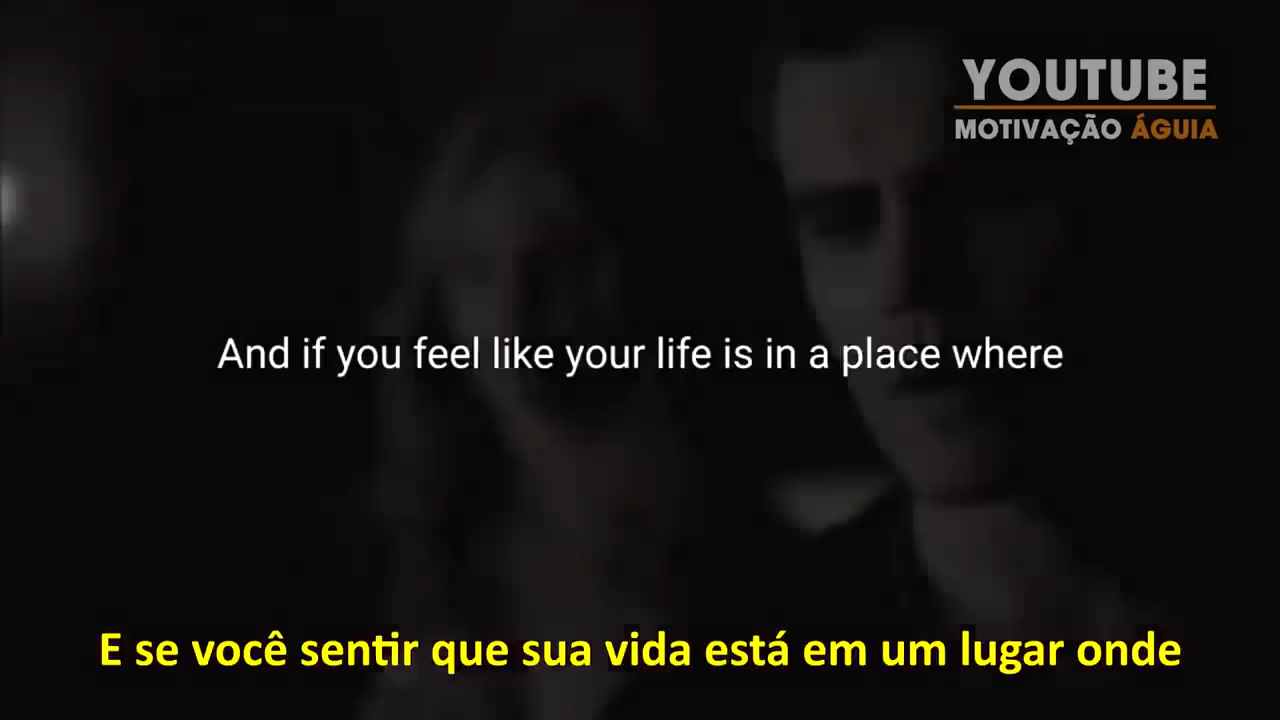 YOUTUBE
MOTIVAÇÃO ÁGUIA
And if you feel like your life is in a place where
E se você sentir que sua vida está em um lugar onde